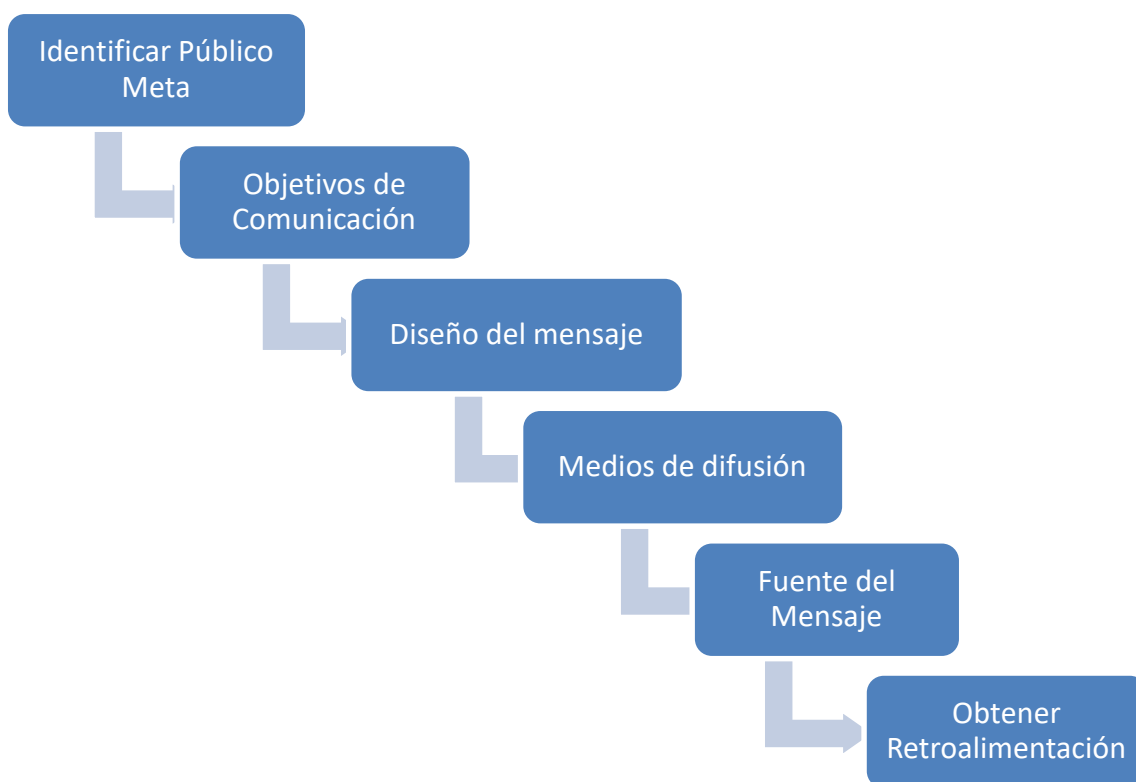 Identificar Público
Meta
Objetivos de
Comunicación
Diseño del mensaje
Medios de difusión
Fuente del
Mensaje
Obtener
Retroalimentación